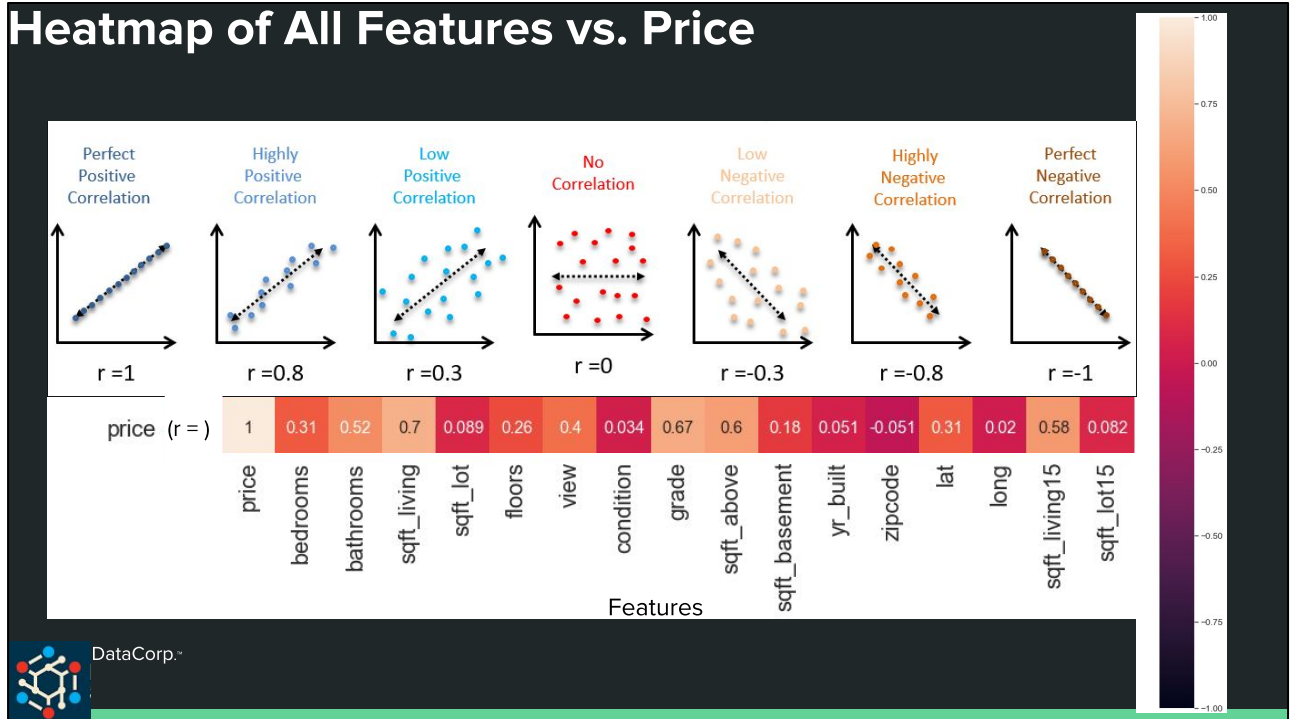 Heatmap of All Features vs. Price
Perfect
Positive
Correlation
Highly
Positive
Correlation
Low
Positive
Correlation
No
Correlation
Low
Negative
Correlation
Highly
Negative
Correlation
Perfect
Negative
Correlation
r =1
r =0.8
r =0.3
r =0
r =-0.3
r =-0.8
r =-1
price (r = ) 1 0.31 0.52 0.7 0.089 0.26 0.4 0.034 0.67 0.6 0.18 0.051 -0.051 0.31 0.02 0.58 0.082
price
bedrooms
bathrooms
sqft_living
sqft_lot
floors
view
condition
grade
sqft_above
sqft_basement
yr_built
zipcode
lat
long
sqft_living15
sqft_lot15
Features
1.00
0.75
0.50
0.25
0.00
−0.25
−0.50
−0.75
−1.00
DataCorp.™